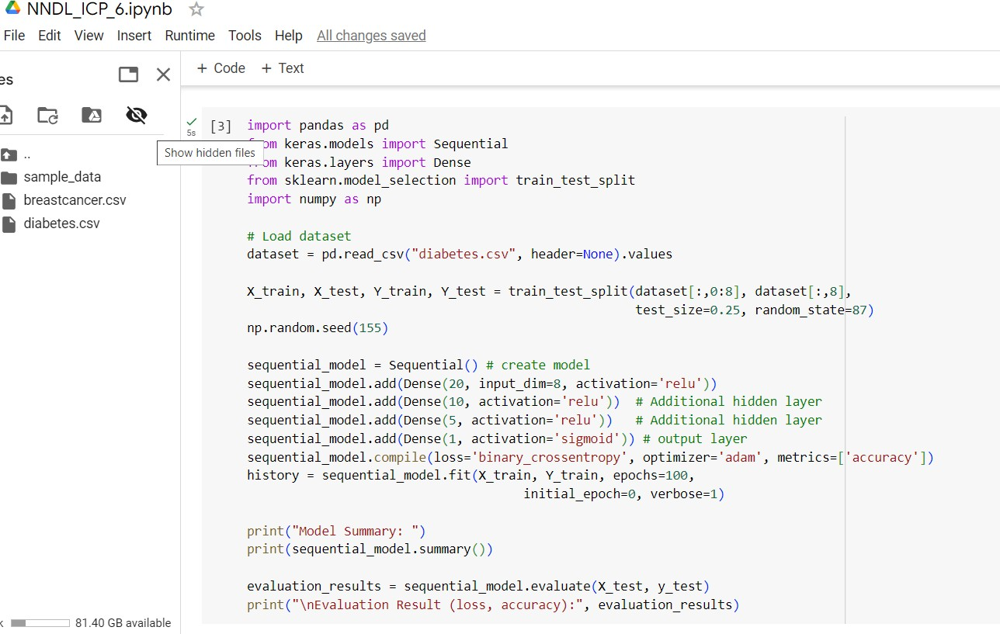 NNDL_ICP_6.ipynb
File Edit View Insert Runtime Tools Help All changes saved
es
+ Code + Text
Show hidden files
..
sample_data
breastcancer.csv
diabetes.csv
81.40 GB available
5s
[3]
import pandas as pd
om keras.models import Sequential
om keras.layers import Dense
from sklearn.model_selection import train_test_split
import numpy as np
# Load dataset
dataset = pd.read_csv("diabetes.csv", header=None).values
X_train, X_test, Y_train, Y_test = train_test_split(dataset[:,0:8], dataset[:,8],
test_size=0.25, random_state=87)
np.random.seed(155)
sequential_model = Sequential() # create model
sequential_model.add(Dense(20, input_dim=8, activation='relu'))
sequential_model.add(Dense(10, activation='relu')) # Additional hidden layer
sequential_model.add(Dense(5, activation='relu')) # Additional hidden layer
sequential_model.add(Dense(1, activation='sigmoid')) # output layer
sequential_model.compile(loss='binary_crossentropy', optimizer='adam', metrics=['accuracy'])
history = sequential_model.fit(X_train, Y_train, epochs=100,
initial_epoch=0, verbose=1)
print("Model Summary: ")
print(sequential_model.summary())
evaluation_results = sequential_model.evaluate(X_test, y_test)
print("\nEvaluation Result (loss, accuracy):", evaluation_results)